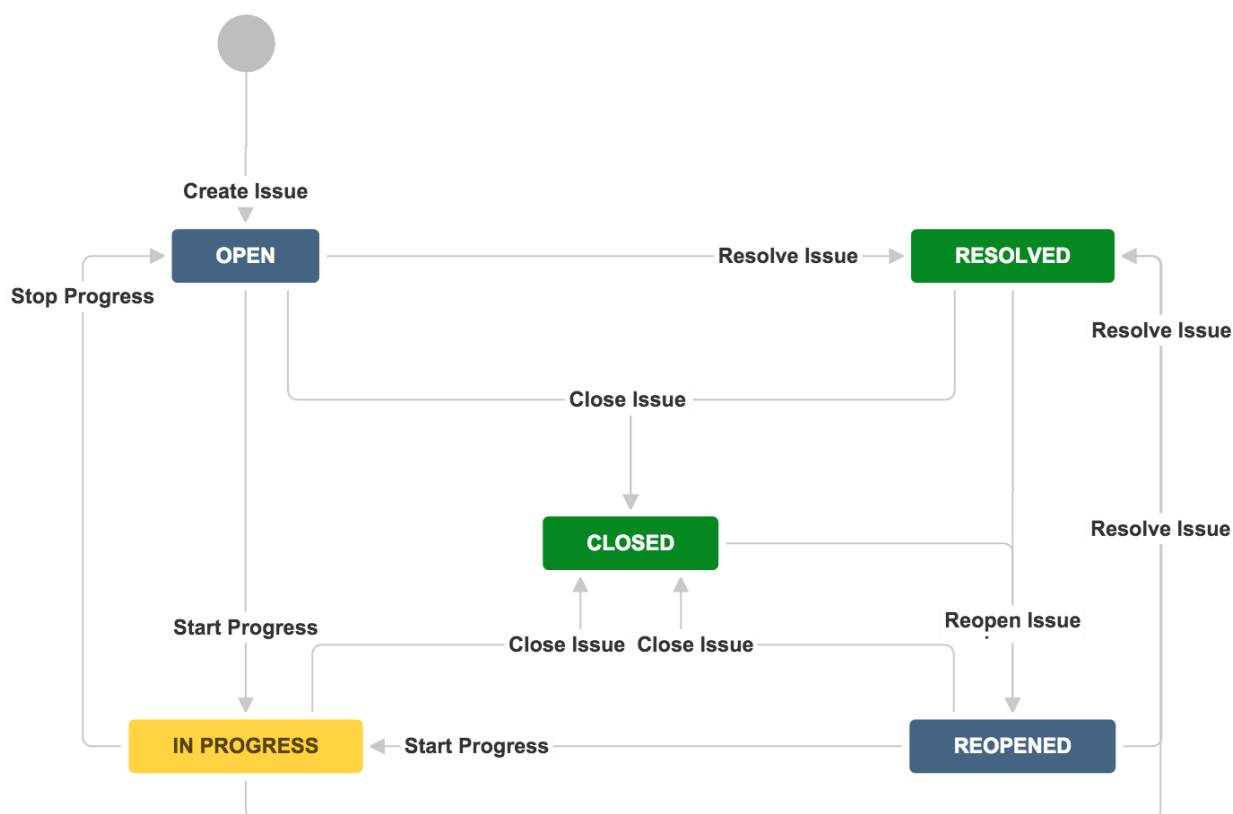 Create Issue
OPEN
Resolve Issue
RESOLVED
Stop Progress
Resolve Issue
Close Issue
Resolve Issue
CLOSED
Start Progress
Reopen Issue
Close Issue
Close Issue
IN PROGRESS
Start Progress
REOPENED